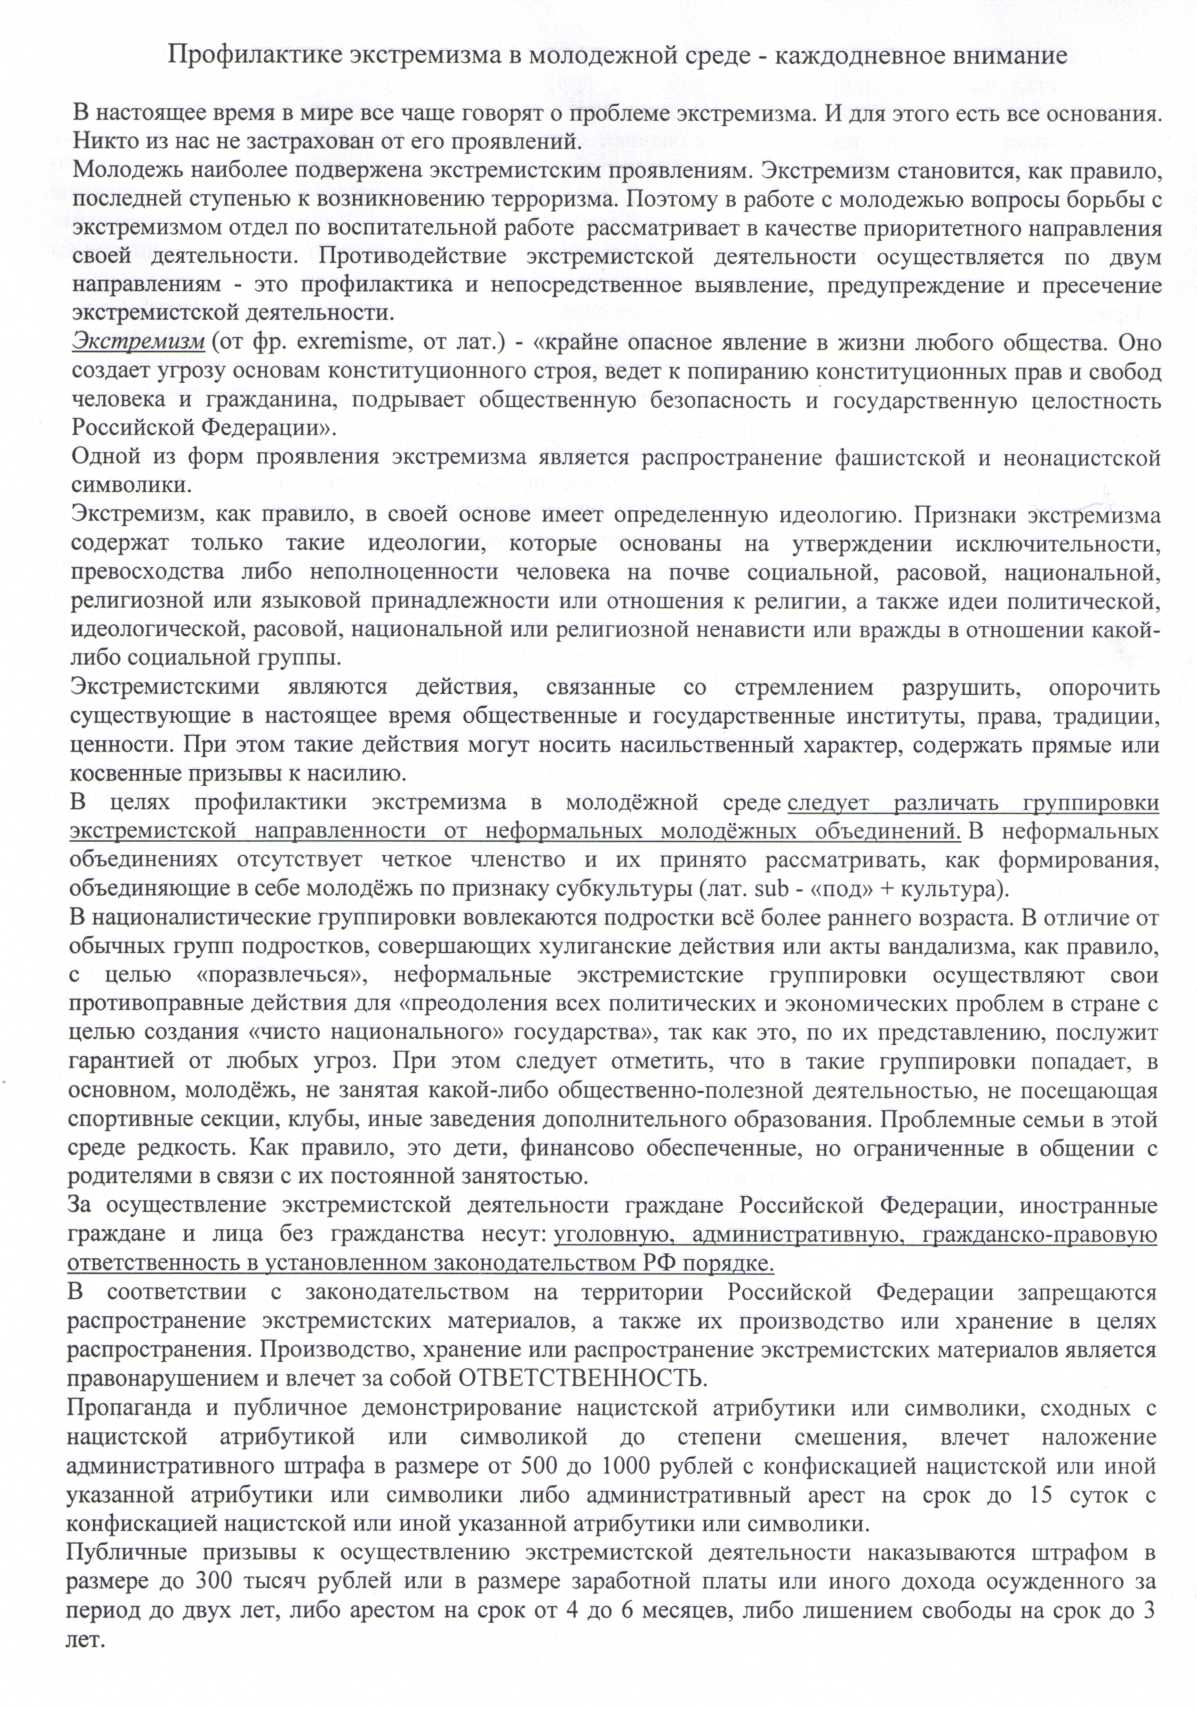 Профилактике экстремизма в молодежной среде - каждодневное внимание
В настоящее время в мире все чаще говорят о проблеме экстремизма. И для этого есть все основания.
Никто из нас не застрахован от его проявлений.
Молодежь наиболее подвержена экстремистским проявлениям. Экстремизм становится, как правило,
последней ступенью к возникновению терроризма. Поэтому в работе с молодежью вопросы борьбы с
экстремизмом отдел по воспитательной работе рассматривает в качестве приоритетного направления
своей деятельности. Противодействие экстремистской деятельности осуществляется по двум
направлениям - это профилактика и непосредственное выявление, предупреждение и пресечение
экстремистской деятельности.
Экстремизм (от фр. exremisme, от лат.) - «крайне опасное явление в жизни любого общества. Оно
создает угрозу основам конституционного строя, ведет к попиранию конституционных прав и свобод
человека и гражданина, подрывает общественную безопасность и государственную целостность
Российской Федерации».
Одной из форм проявления экстремизма является распространение фашистской и неонацистской
символики.
Экстремизм, как правило, в своей основе имеет определенную идеологию. Признаки экстремизма
содержат только такие идеологии, которые основаны на утверждении исключительности,
превосходства либо неполноценности человека на почве социальной, расовой, национальной,
религиозной или языковой принадлежности или отношения к религии, а также идеи политической,
идеологической, расовой, национальной или религиозной ненависти или вражды в отношении какой-
либо социальной группы.
Экстремистскими являются действия, связанные со стремлением разрушить, опорочить
существующие в настоящее время общественные и государственные институты, права, традиции,
ценности. При этом такие действия могут носить насильственный характер, содержать прямые или
косвенные призывы к насилию.
В целях профилактики экстремизма в молодёжной среде следует различать группировки
экстремистской направленности от неформальных молодёжных объединений. В неформальных
объединениях отсутствует четкое членство и их принято рассматривать, как формирования,
объединяющие в себе молодёжь по признаку субкультуры (лат. sub - «под» + культура).
В националистические группировки вовлекаются подростки всё более раннего возраста. В отличие от
обычных групп подростков, совершающих хулиганские действия или акты вандализма, как правило,
с целью «поразвлечься», неформальные экстремистские группировки осуществляют свои
противоправные действия для «преодоления всех политических и экономических проблем в стране с
целью создания «чисто национального» государства», так как это, по их представлению, послужит
гарантией от любых угроз. При этом следует отметить, что в такие группировки попадает, в
основном, молодёжь, не занятая какой-либо общественно-полезной деятельностью, не посещающая
спортивные секции, клубы, иные заведения дополнительного образования. Проблемные семьи в этой
среде редкость. Как правило, это дети, финансово обеспеченные, но ограниченные в общении с
родителями в связи с их постоянной занятостью.
За осуществление экстремистской деятельности граждане Российской Федерации, иностранные
граждане и лица без гражданства несут: уголовную, административную, гражданско-правовую
ответственность в установленном законодательством РФ порядке.
В соответствии с законодательством на территории Российской Федерации запрещаются
распространение экстремистских материалов, а также их производство или хранение в целях
распространения. Производство, хранение или распространение экстремистских материалов является
правонарушением и влечет за собой ОТВЕТСТВЕННОСТЬ.
Пропаганда и публичное демонстрирование нацистской атрибутики или символики, сходных с
нацистской атрибутикой или символикой до степени смешения, влечет наложение
административного штрафа в размере от 500 до 1000 рублей с конфискацией нацистской или иной
указанной атрибутики или символики либо административный арест на срок до 15 суток с
конфискацией нацистской или иной указанной атрибутики или символики.
Публичные призывы к осуществлению экстремистской деятельности наказываются штрафом в
размере до 300 тысяч рублей или в размере заработной платы или иного дохода осужденного за
период до двух лет, либо арестом на срок от 4 до 6 месяцев, либо лишением свободы на срок до 3
лет.